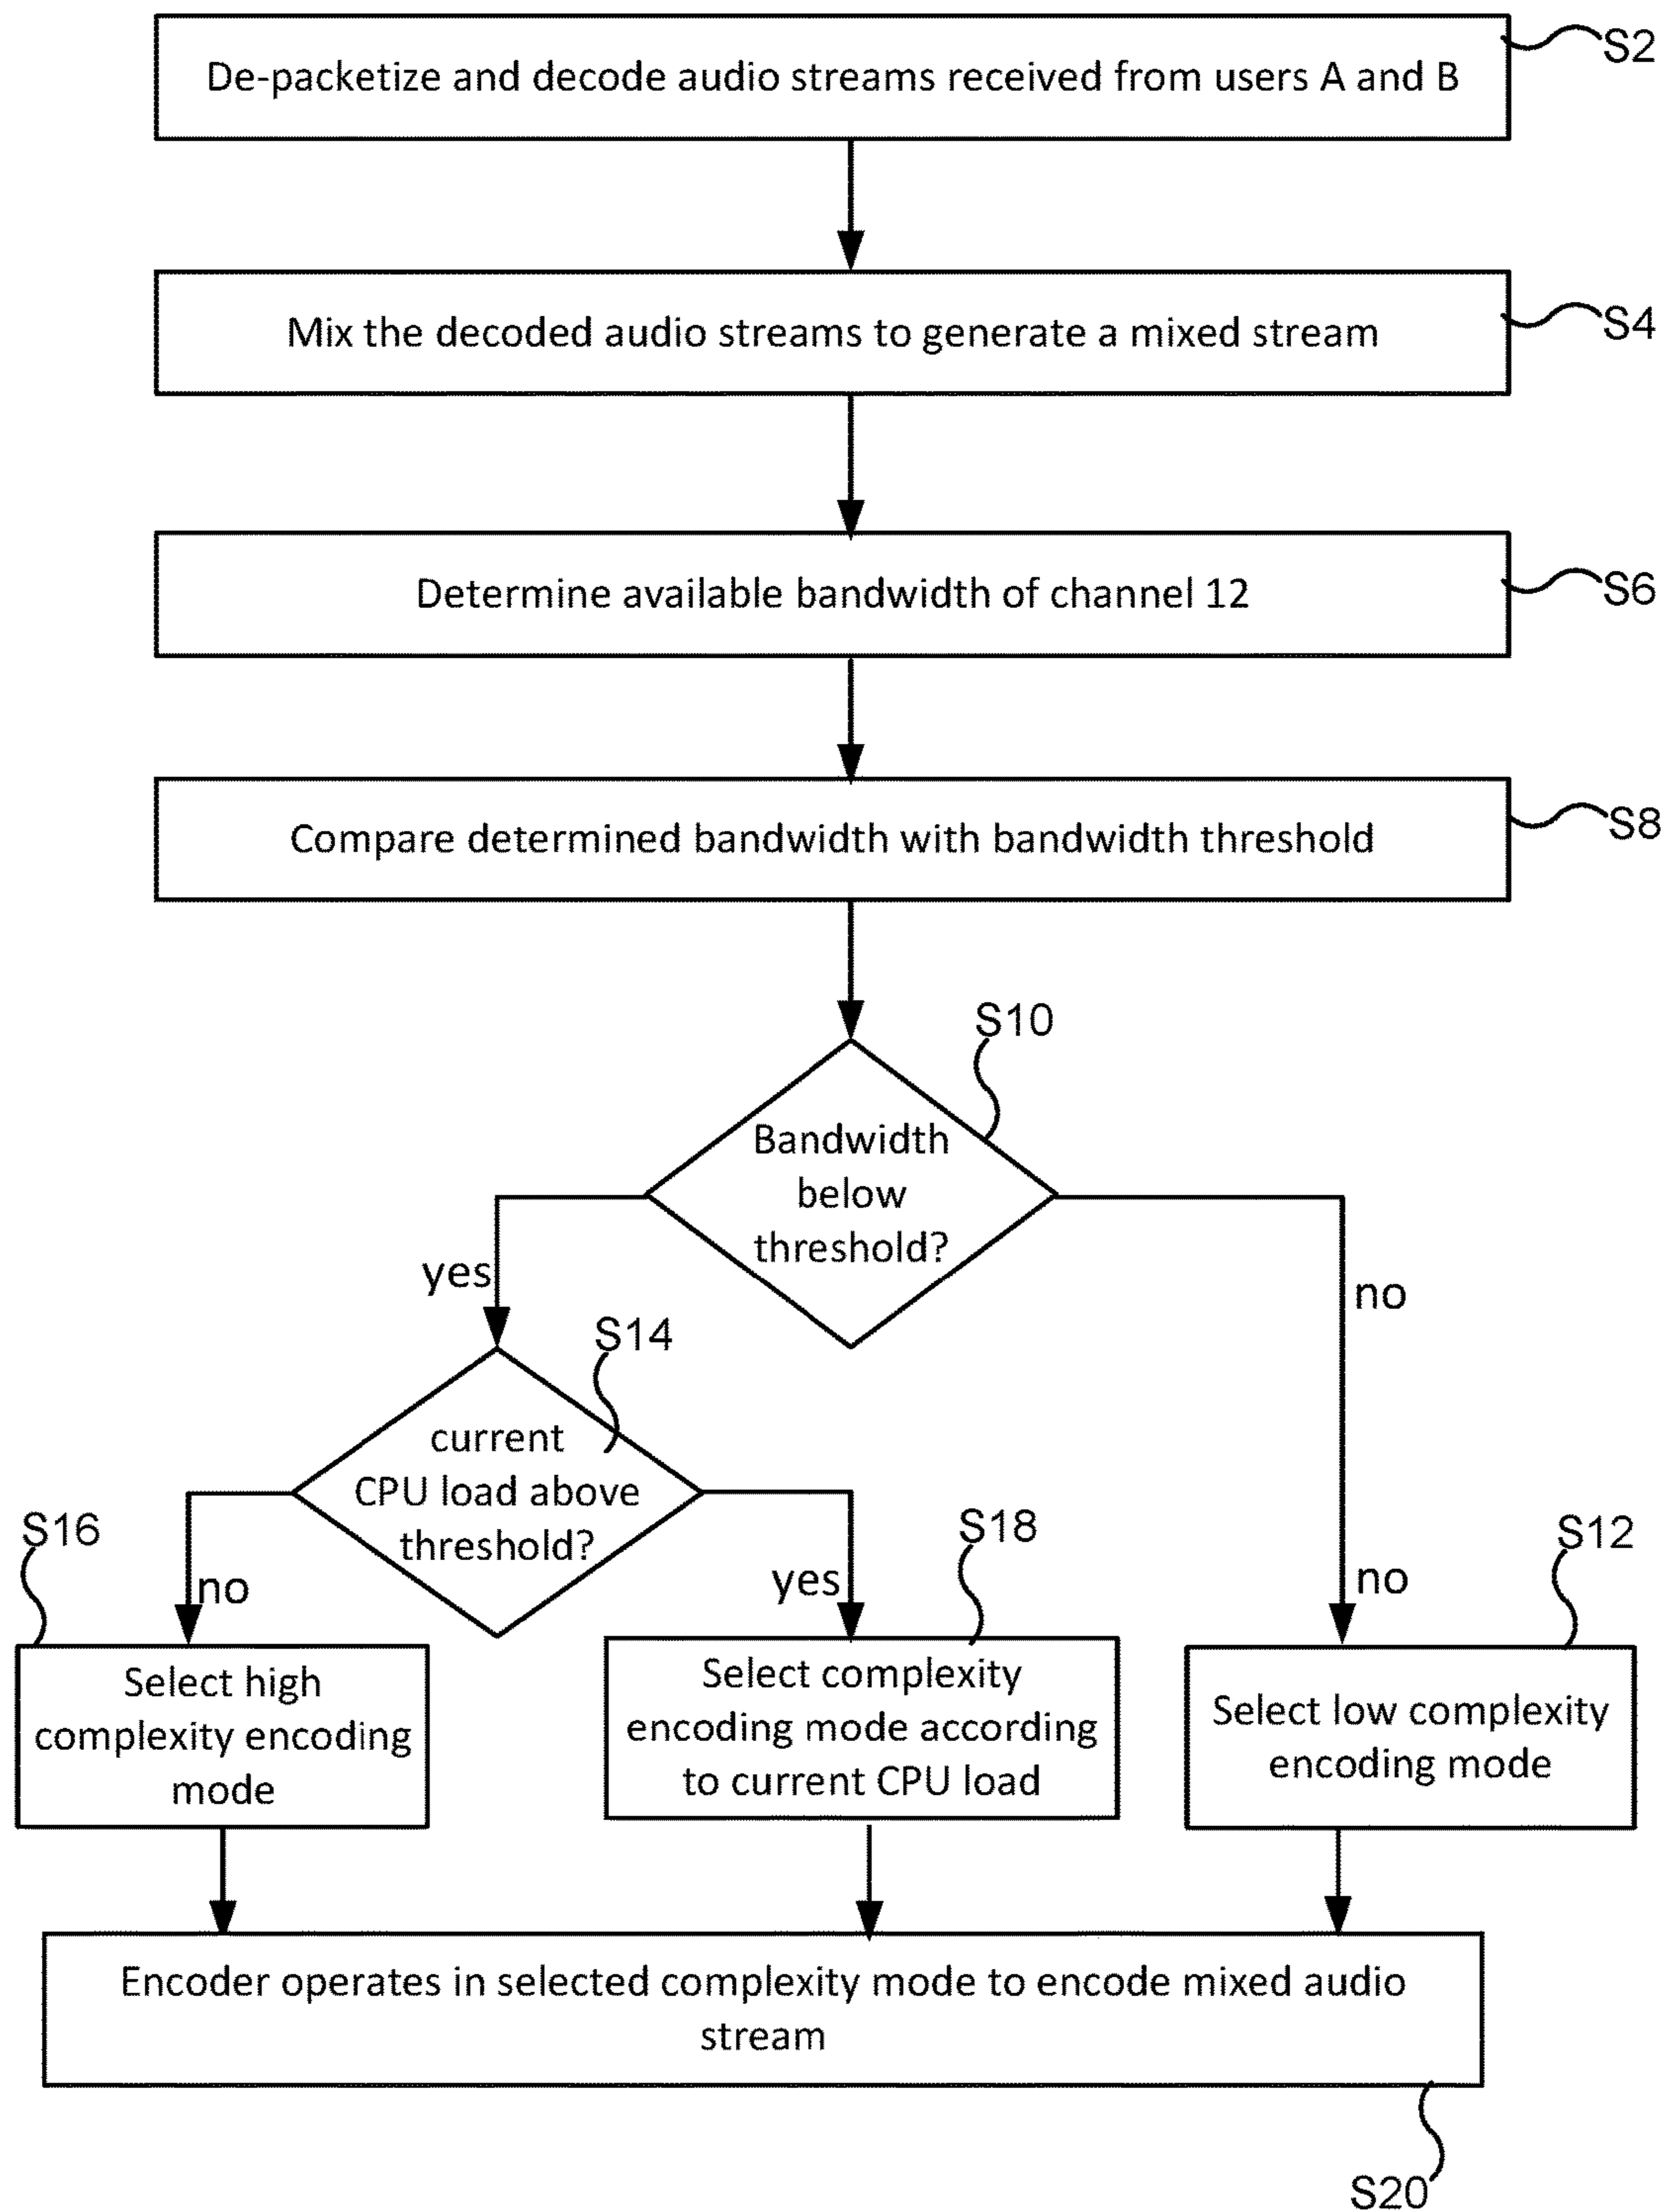 De-packetize and decode audio streams received from users A and B
S2
Mix the decoded audio streams to generate a mixed stream
S4
Determine available bandwidth of channel 12
S6
Compare determined bandwidth with bandwidth threshold
S8
S10
Bandwidth
below
threshold?
yes
no
S14
current
CPU load above
threshold?
S16
no
yes
S18
no
S12
Select high
complexity encoding
mode
Select complexity
encoding mode according
to current CPU load
Select low complexity
encoding mode
Encoder operates in selected complexity mode to encode mixed audio
stream
S20